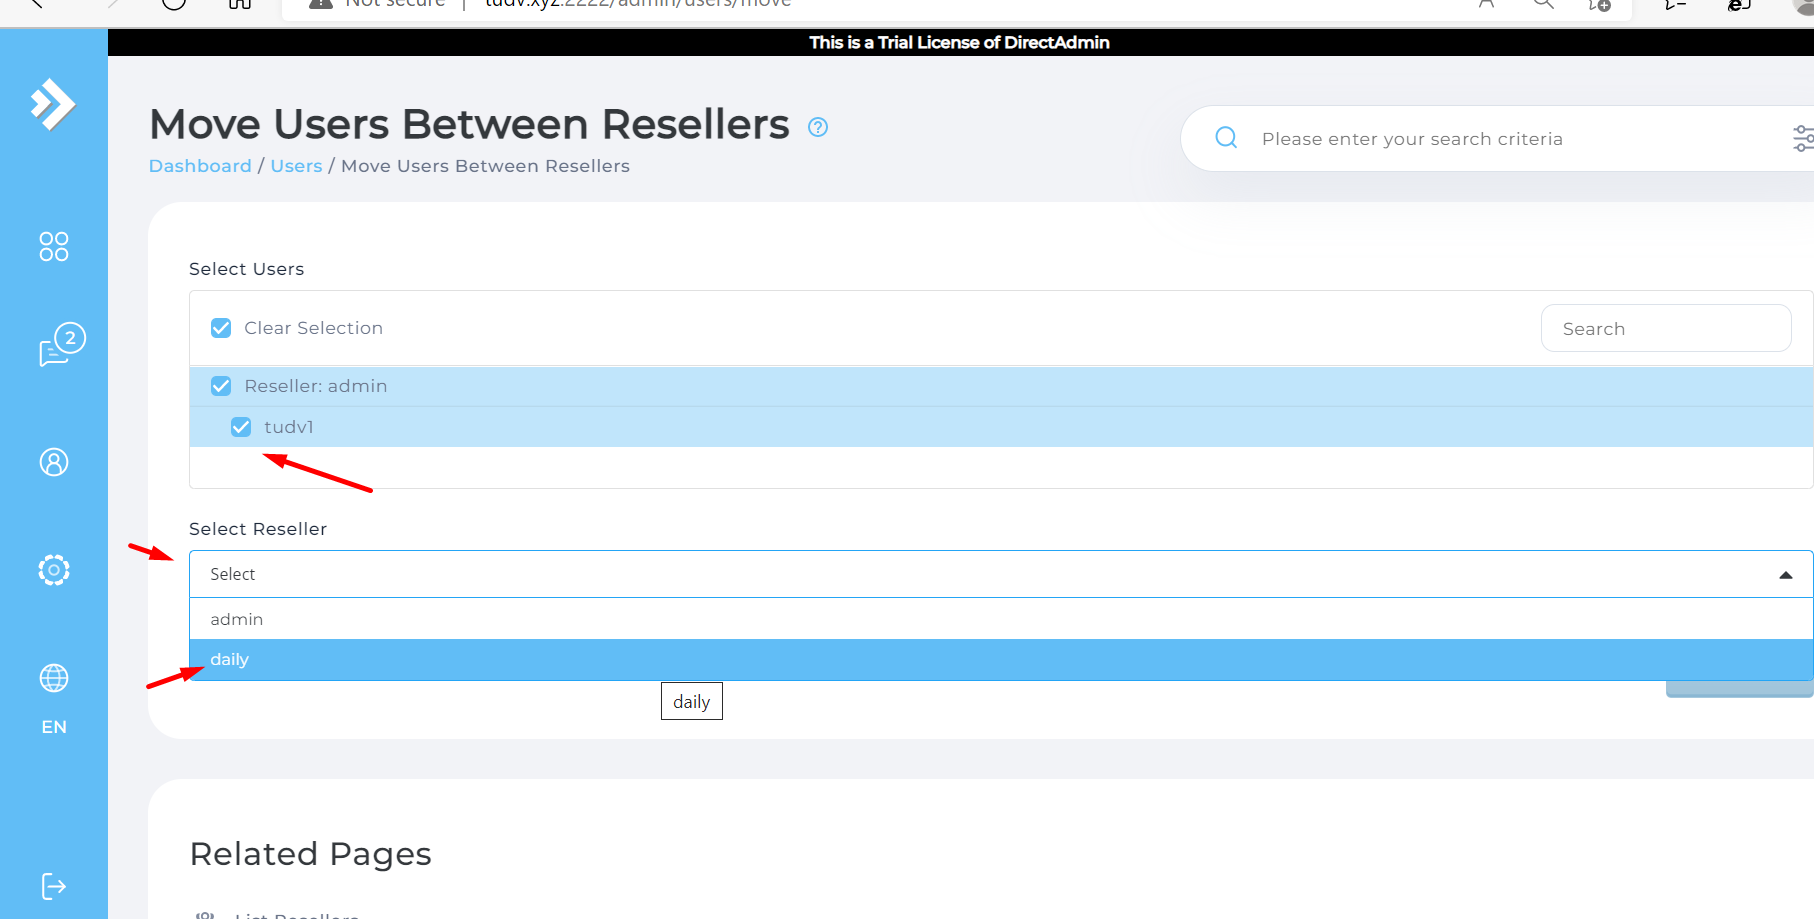 Not secure | tudv.xyz:2222/admin/users/move
This is a Trial License of DirectAdmin
Move Users Between Resellers
Dashboard / Users / Move Users Between Resellers
Please enter your search criteria
2
EN
Select Users
Clear Selection
Search
Reseller: admin
tudv1
Select Reseller
Select
admin
daily
daily
Related Pages
List Resellers